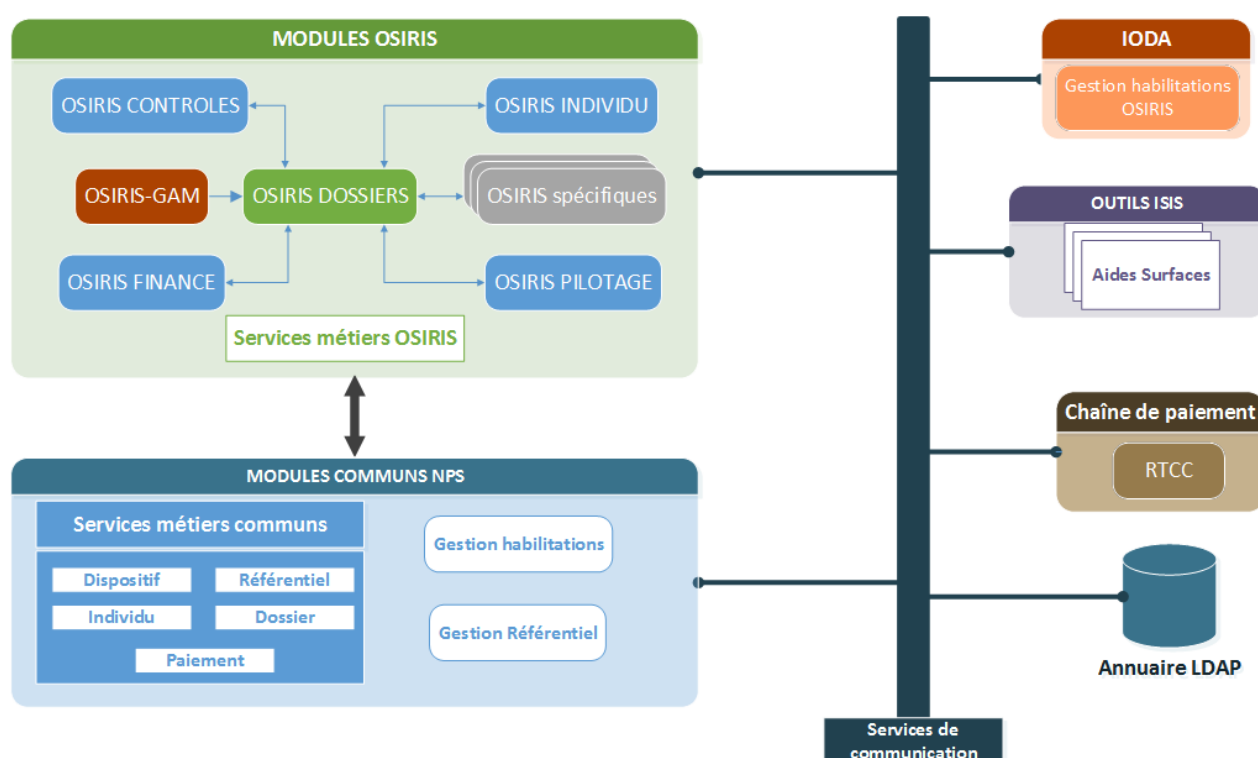 MODULES OSIRIS
OSIRIS CONTROLES
OSIRIS INDIVIDU
OSIRIS-GAM
OSIRIS DOSSIERS
OSIRIS spécifiques
OSIRIS FINANCE
OSIRIS PILOTAGE
Services métiers OSIRIS
MODULES COMMUNS NPS
Services métiers communs
Dispositif
Référentiel
Individu
Dossier
Paiement
Gestion habilitations
Gestion Référentiel
Services de
communication
IODA
Gestion habilitations
OSIRIS
OUTILS ISIS
Aides Surfaces
Chaîne de paiement
RTCC
Annuaire LDAP